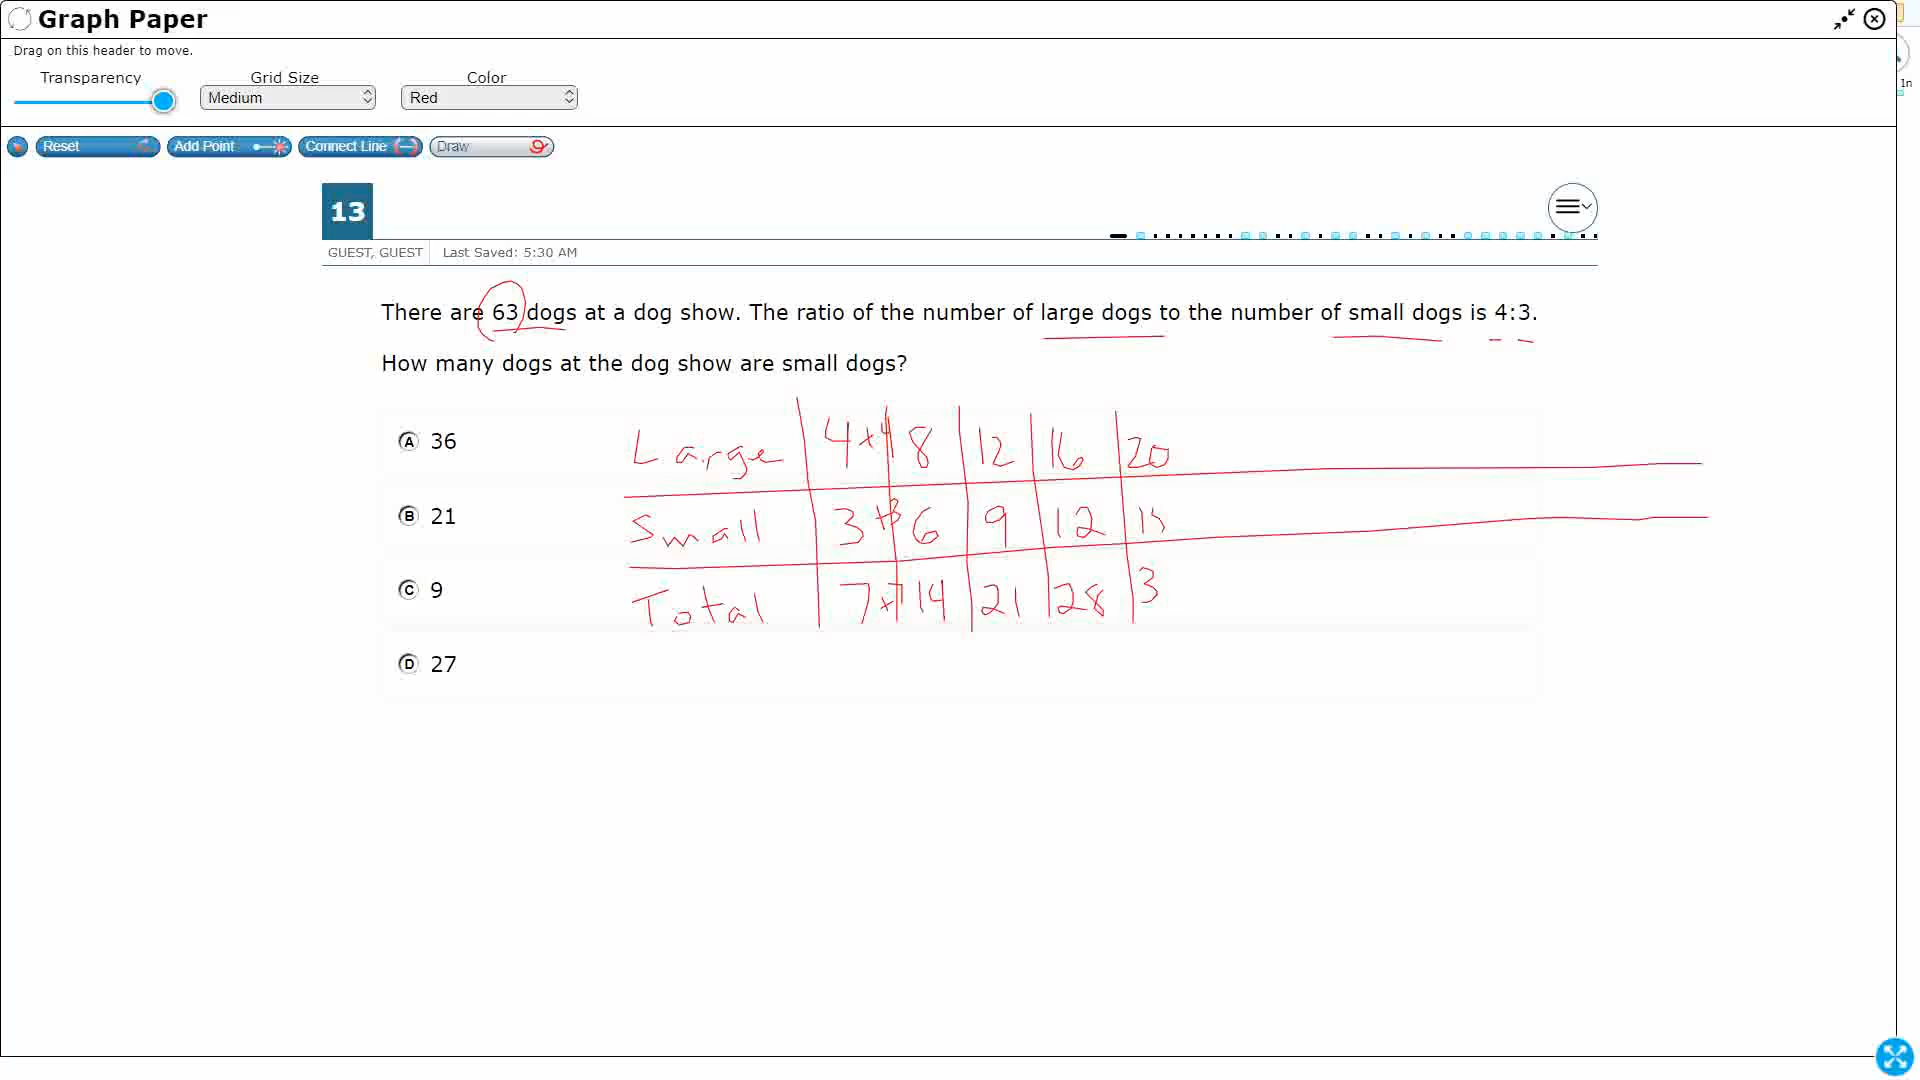 Graph Paper
Drag on this header to move.
Transparency Grid Size Color
Medium Red
Reset Add Point Connect Line Draw
13
GUEST, GUEST Last Saved: 5:30 AM
There are 63 dogs at a dog show. The ratio of the number of large dogs to the number of small dogs is 4:3.
How many dogs at the dog show are small dogs?
A 36
B 21
C 9
D 27
Large 4 +4 8 12 16 20
Small 3 +3 6 9 12 15
Total 7 +7 14 21 28 3